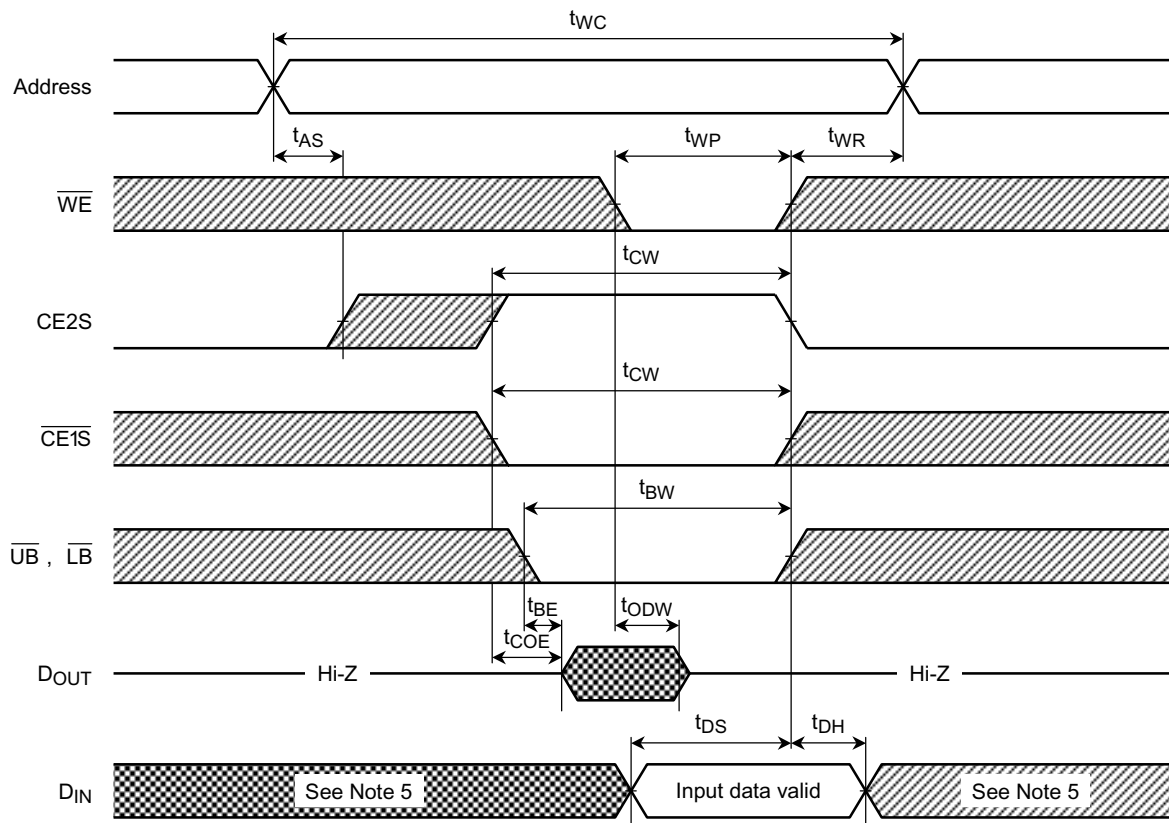 tWC
Address
tAS
tWP
tWR
WE
tCW
CE2S
tCW
CE1S
tBW
UB , LB
tBE
tODW
tCOE
DOUT
Hi-Z
Hi-Z
tDS
tDH
DIN
See Note 5
Input data valid
See Note 5